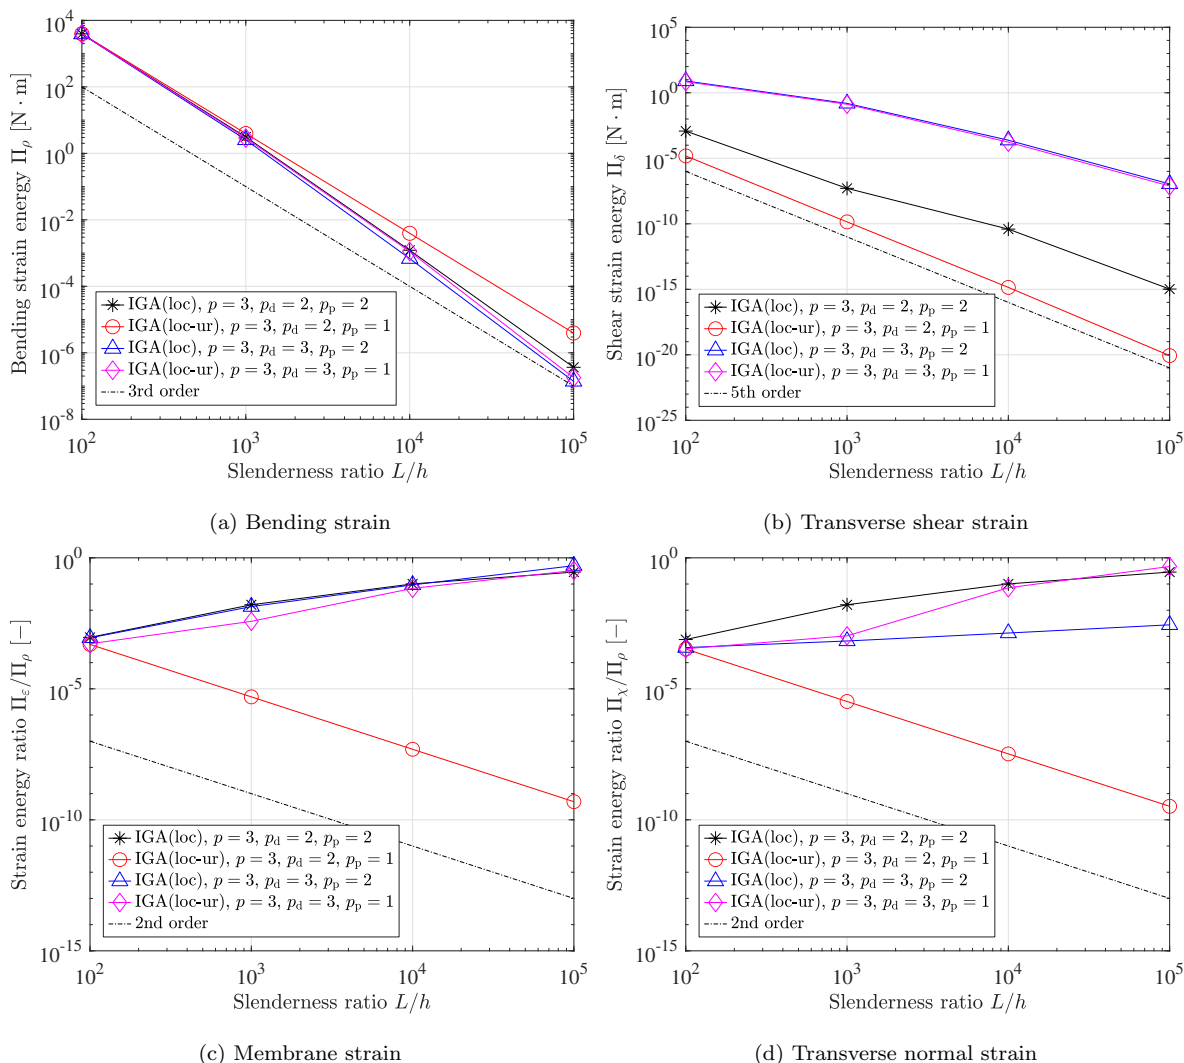 10^4
10^2
10^0
10^-2
10^-4
10^-6
10^-8
Bending strain energy Π_ρ [N · m]
IGA(loc), p = 3, p_d = 2, p_p = 2
IGA(loc-ur), p = 3, p_d = 2, p_p = 1
IGA(loc), p = 3, p_d = 3, p_p = 2
IGA(loc-ur), p = 3, p_d = 3, p_p = 1
3rd order
10^2 10^3 10^4 10^5
Slenderness ratio L/h
(a) Bending strain
10^5
10^0
10^-5
10^-10
10^-15
10^-20
10^-25
Shear strain energy Π_δ [N · m]
IGA(loc), p = 3, p_d = 2, p_p = 2
IGA(loc-ur), p = 3, p_d = 2, p_p = 1
IGA(loc), p = 3, p_d = 3, p_p = 2
IGA(loc-ur), p = 3, p_d = 3, p_p = 1
5th order
10^2 10^3 10^4 10^5
Slenderness ratio L/h
(b) Transverse shear strain
10^0
10^-5
10^-10
10^-15
Strain energy ratio Π_ε/Π_ρ [−]
IGA(loc), p = 3, p_d = 2, p_p = 2
IGA(loc-ur), p = 3, p_d = 2, p_p = 1
IGA(loc), p = 3, p_d = 3, p_p = 2
IGA(loc-ur), p = 3, p_d = 3, p_p = 1
2nd order
10^2 10^3 10^4 10^5
Slenderness ratio L/h
(c) Membrane strain
10^0
10^-5
10^-10
10^-15
Strain energy ratio Π_χ/Π_ρ [−]
IGA(loc), p = 3, p_d = 2, p_p = 2
IGA(loc-ur), p = 3, p_d = 2, p_p = 1
IGA(loc), p = 3, p_d = 3, p_p = 2
IGA(loc-ur), p = 3, p_d = 3, p_p = 1
2nd order
10^2 10^3 10^4 10^5
Slenderness ratio L/h
(d) Transverse normal strain